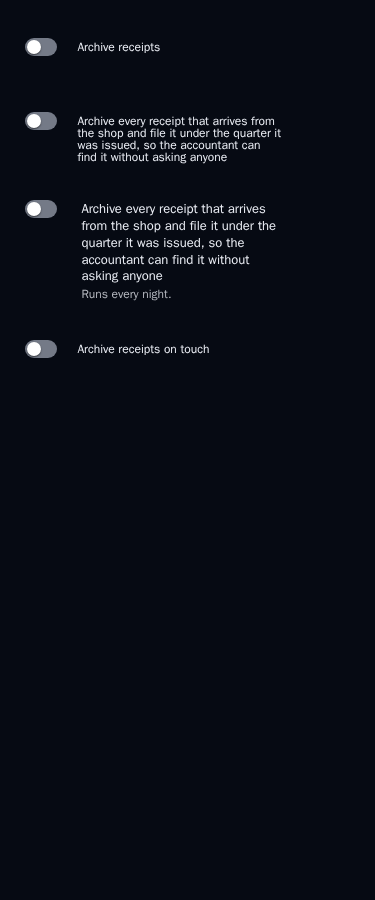 Archive receipts
Archive every receipt that arrives from
the shop and file it under the quarter it
was issued, so the accountant can
find it without asking anyone
Archive every receipt that arrives
from the shop and file it under the
quarter it was issued, so the
accountant can find it without
asking anyone
Runs every night.
Archive receipts on touch